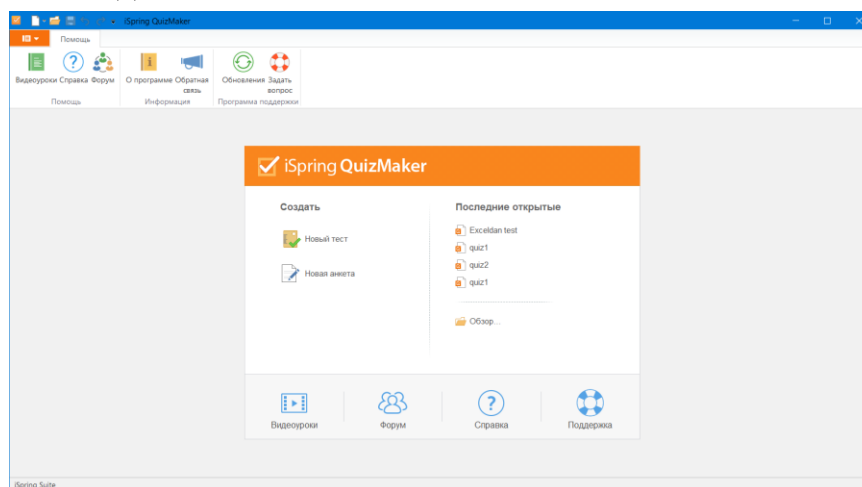 iSpring QuizMaker
Помощь
Видеоуроки Справка Форум О программе Обратная связь Обновления Задать вопрос
Помощь Информация Программа поддержки
iSpring QuizMaker
Создать
Новый тест
Новая анкета
Последние открытые
Exceldan test
quiz1
quiz2
quiz1
Обзор...
Видеоуроки Форум Справка Поддержка
iSpring Suite